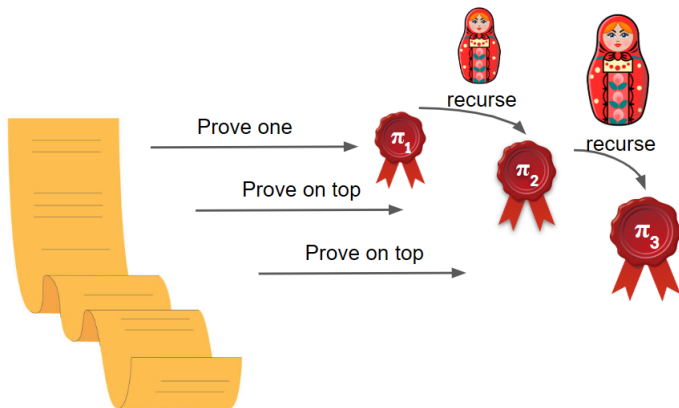 recurse
Prove one
π₁
recurse
Prove on top
π₂
Prove on top
π₃